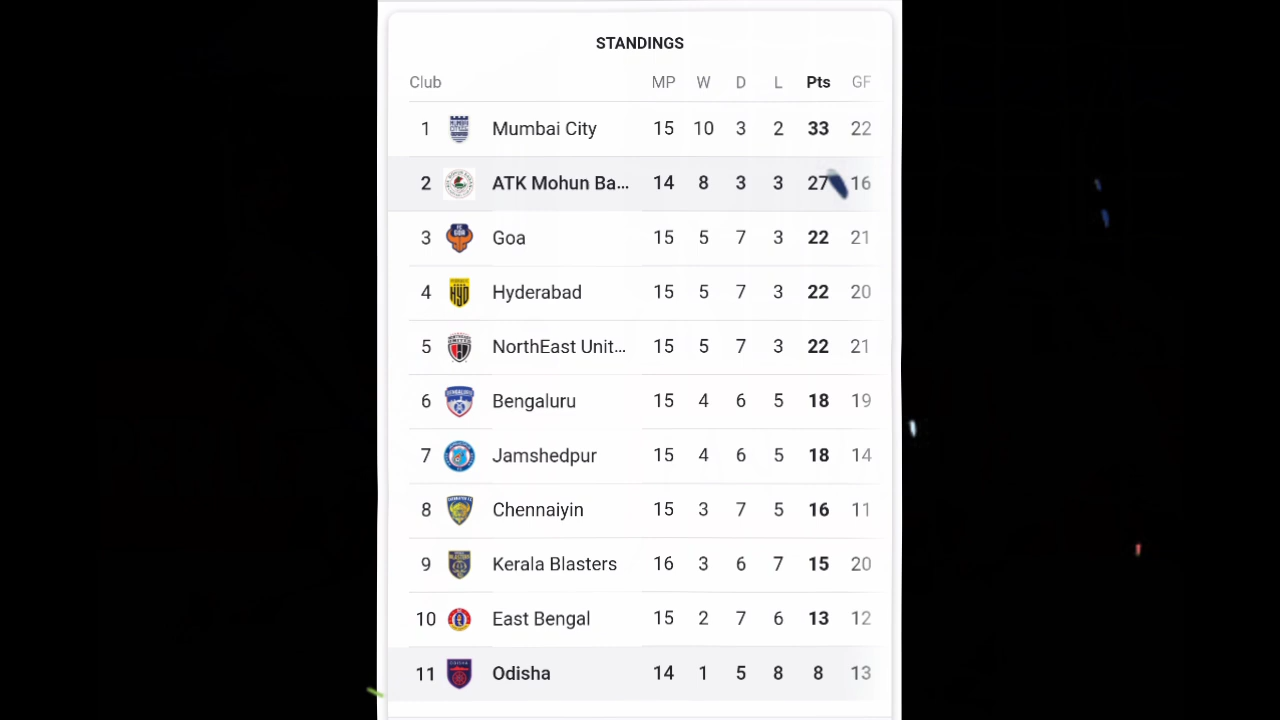 STANDINGS
Club MP W D L Pts GF
1 Mumbai City 15 10 3 2 33 22
2 ATK Mohun Ba... 14 8 3 3 27 16
3 Goa 15 5 7 3 22 21
4 Hyderabad 15 5 7 3 22 20
5 NorthEast Unit... 15 5 7 3 22 21
6 Bengaluru 15 4 6 5 18 19
7 Jamshedpur 15 4 6 5 18 14
8 Chennaiyin 15 3 7 5 16 11
9 Kerala Blasters 16 3 6 7 15 20
10 East Bengal 15 2 7 6 13 12
11 Odisha 14 1 5 8 8 13